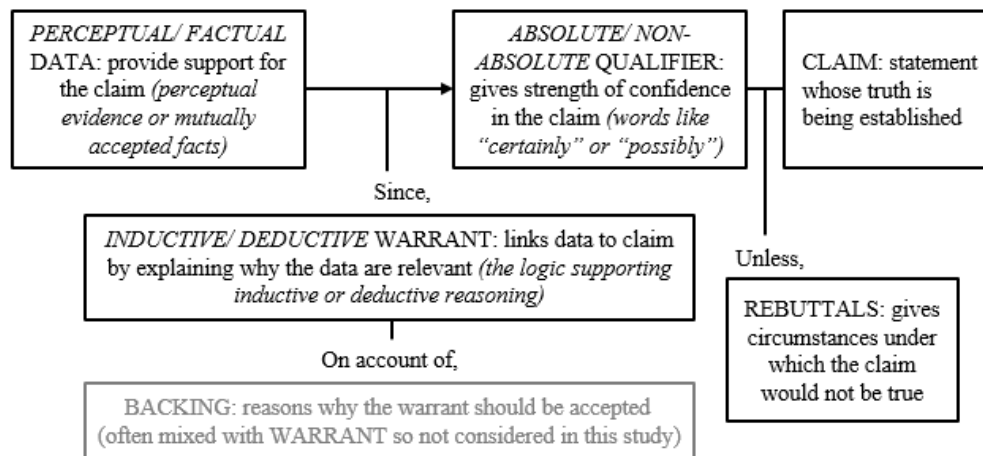 PERCEPTUAL/ FACTUAL
DATA: provide support for
the claim (perceptual
evidence or mutually
accepted facts)
ABSOLUTE/ NON-
ABSOLUTE QUALIFIER:
gives strength of confidence
in the claim (words like
“certainly” or “possibly”)
CLAIM: statement
whose truth is
being established
Since,
INDUCTIVE/ DEDUCTIVE WARRANT: links data to claim
by explaining why the data are relevant (the logic supporting
inductive or deductive reasoning)
Unless,
REBUTTALS: gives
circumstances under
which the claim
would not be true
On account of,
BACKING: reasons why the warrant should be accepted
(often mixed with WARRANT so not considered in this study)